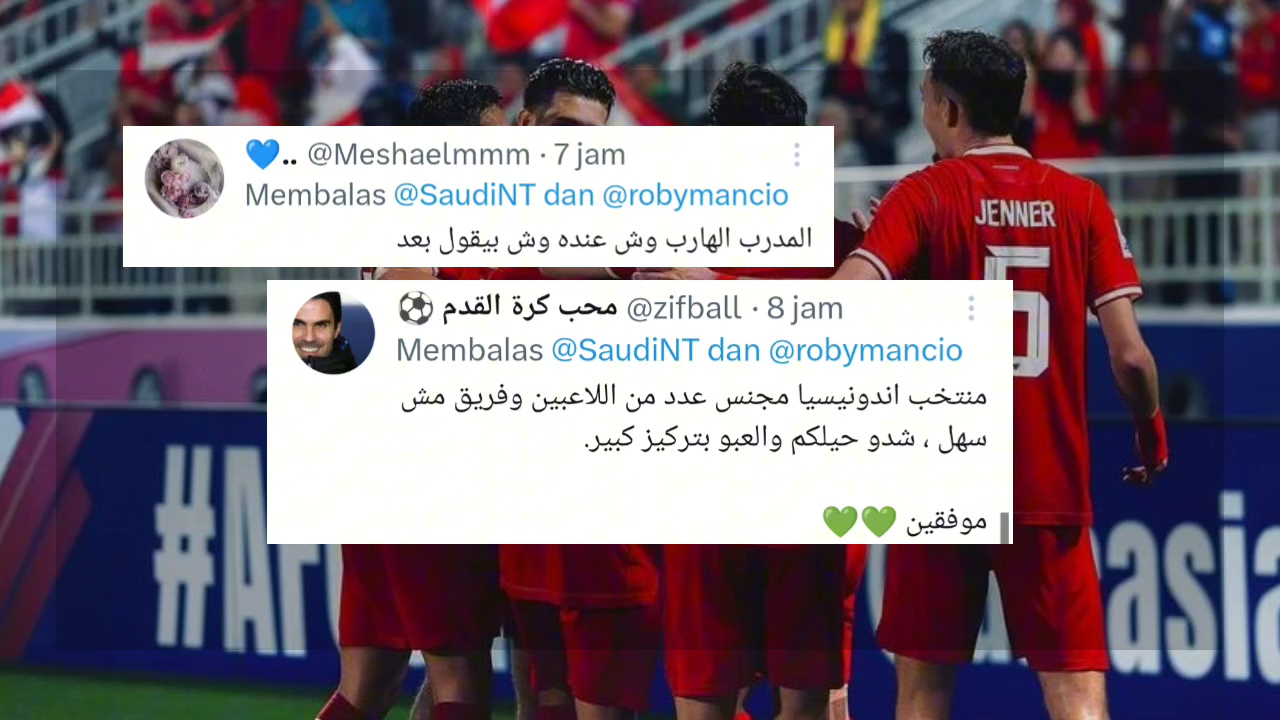 💙.. @Meshaelmmm · 7 jam
Membalas @SaudiNT dan @robymancio
المدرب الهارب وش عنده وش بيقول بعد
محب كرة القدم ⚽ @zifball · 8 jam
Membalas @SaudiNT dan @robymancio
منتخب اندونيسيا مجنس عدد من اللاعبين وفريق مش
سهل ، شدو حيلكم والعبو بتركيز كبير.
موفقين 💚💚
JENNER
5